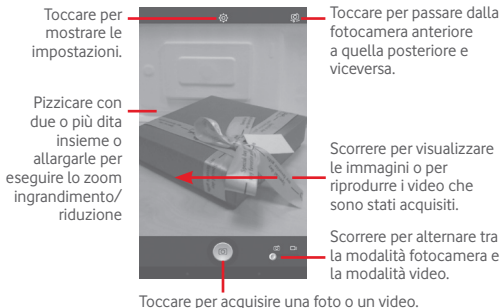 Toccare per
mostrare le
impostazioni.
Toccare per passare dalla
fotocamera anteriore
a quella posteriore e
viceversa.
Pizzicare con
due o più dita
insieme o
allargarle per
eseguire lo zoom
ingrandimento/
riduzione
Scorrere per visualizzare
le immagini o per
riprodurre i video che
sono stati acquisiti.
Scorrere per alternare tra
la modalità fotocamera e
la modalità video.
Toccare per acquisire una foto o un video.